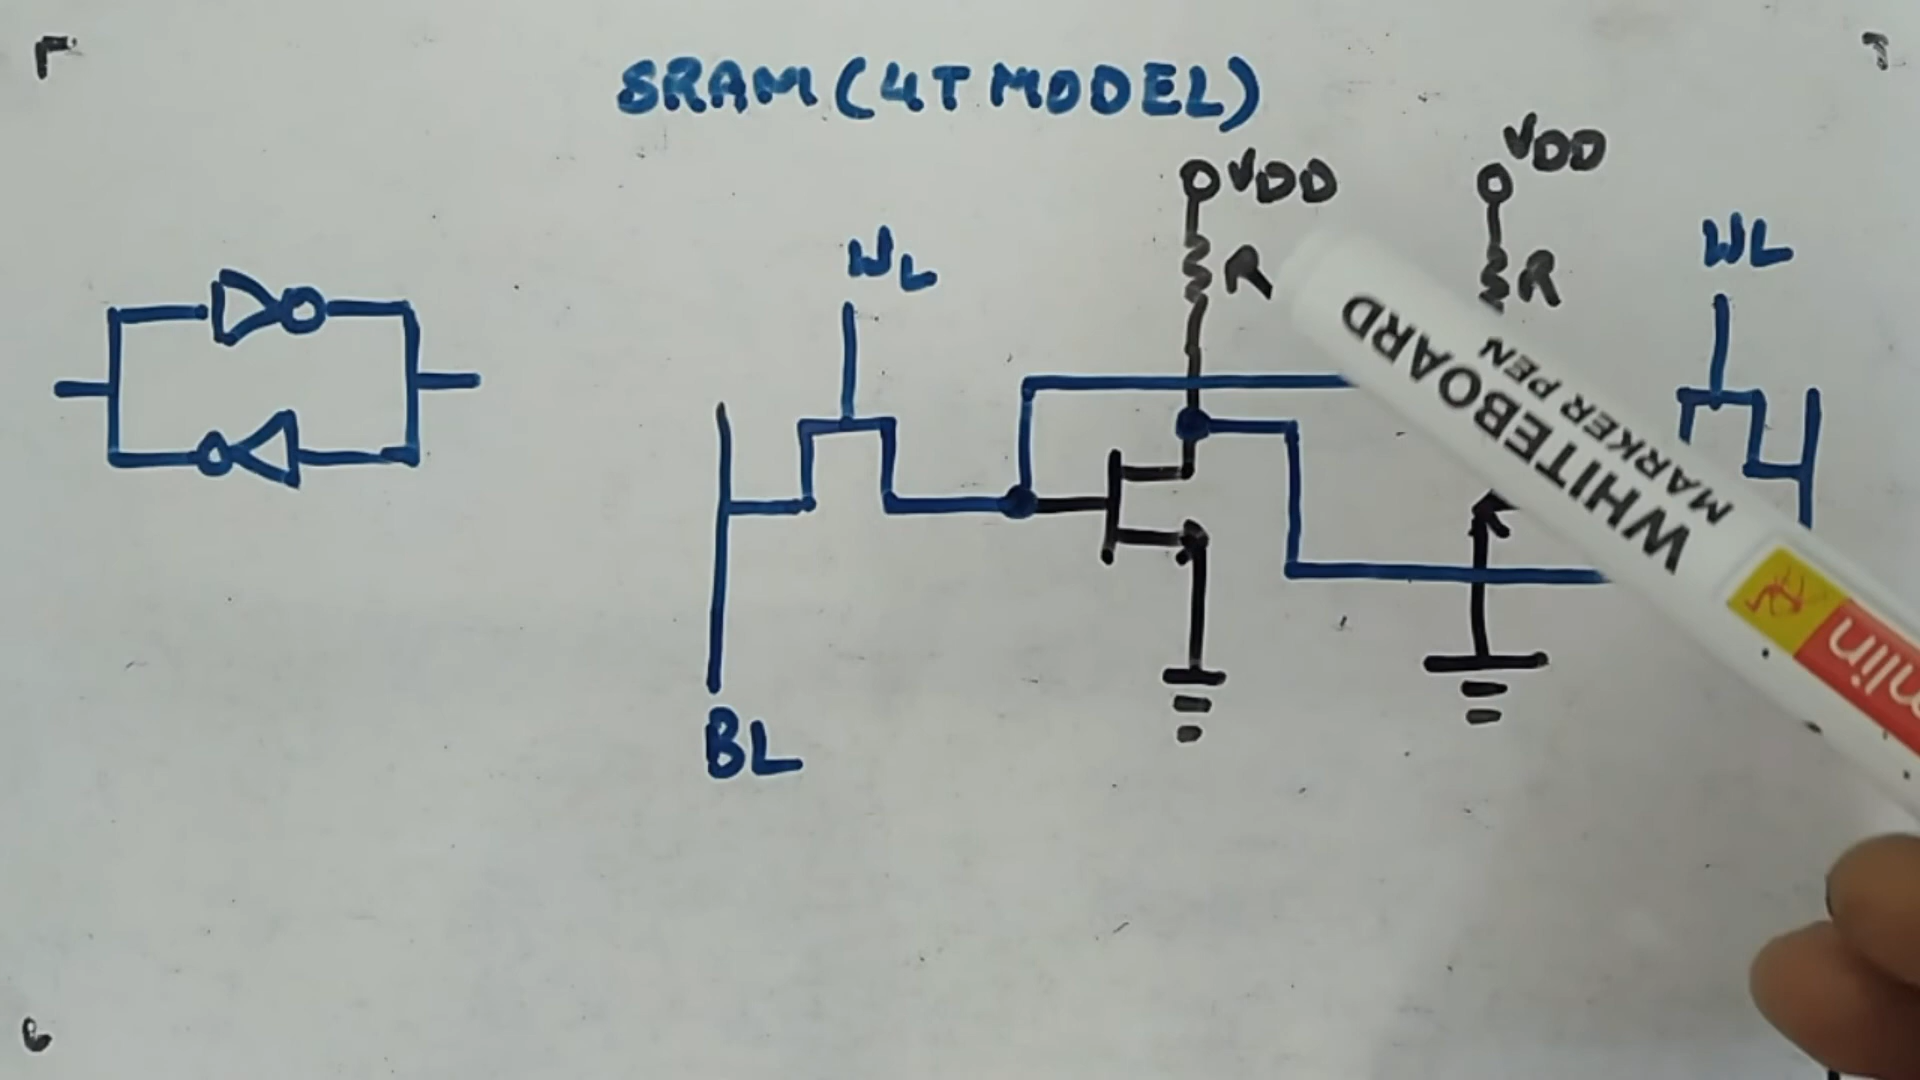 SRAM (4T MODEL)
VDD
VDD
WL
R
R
WL
BL
WHITEBOARD
MARKER PEN